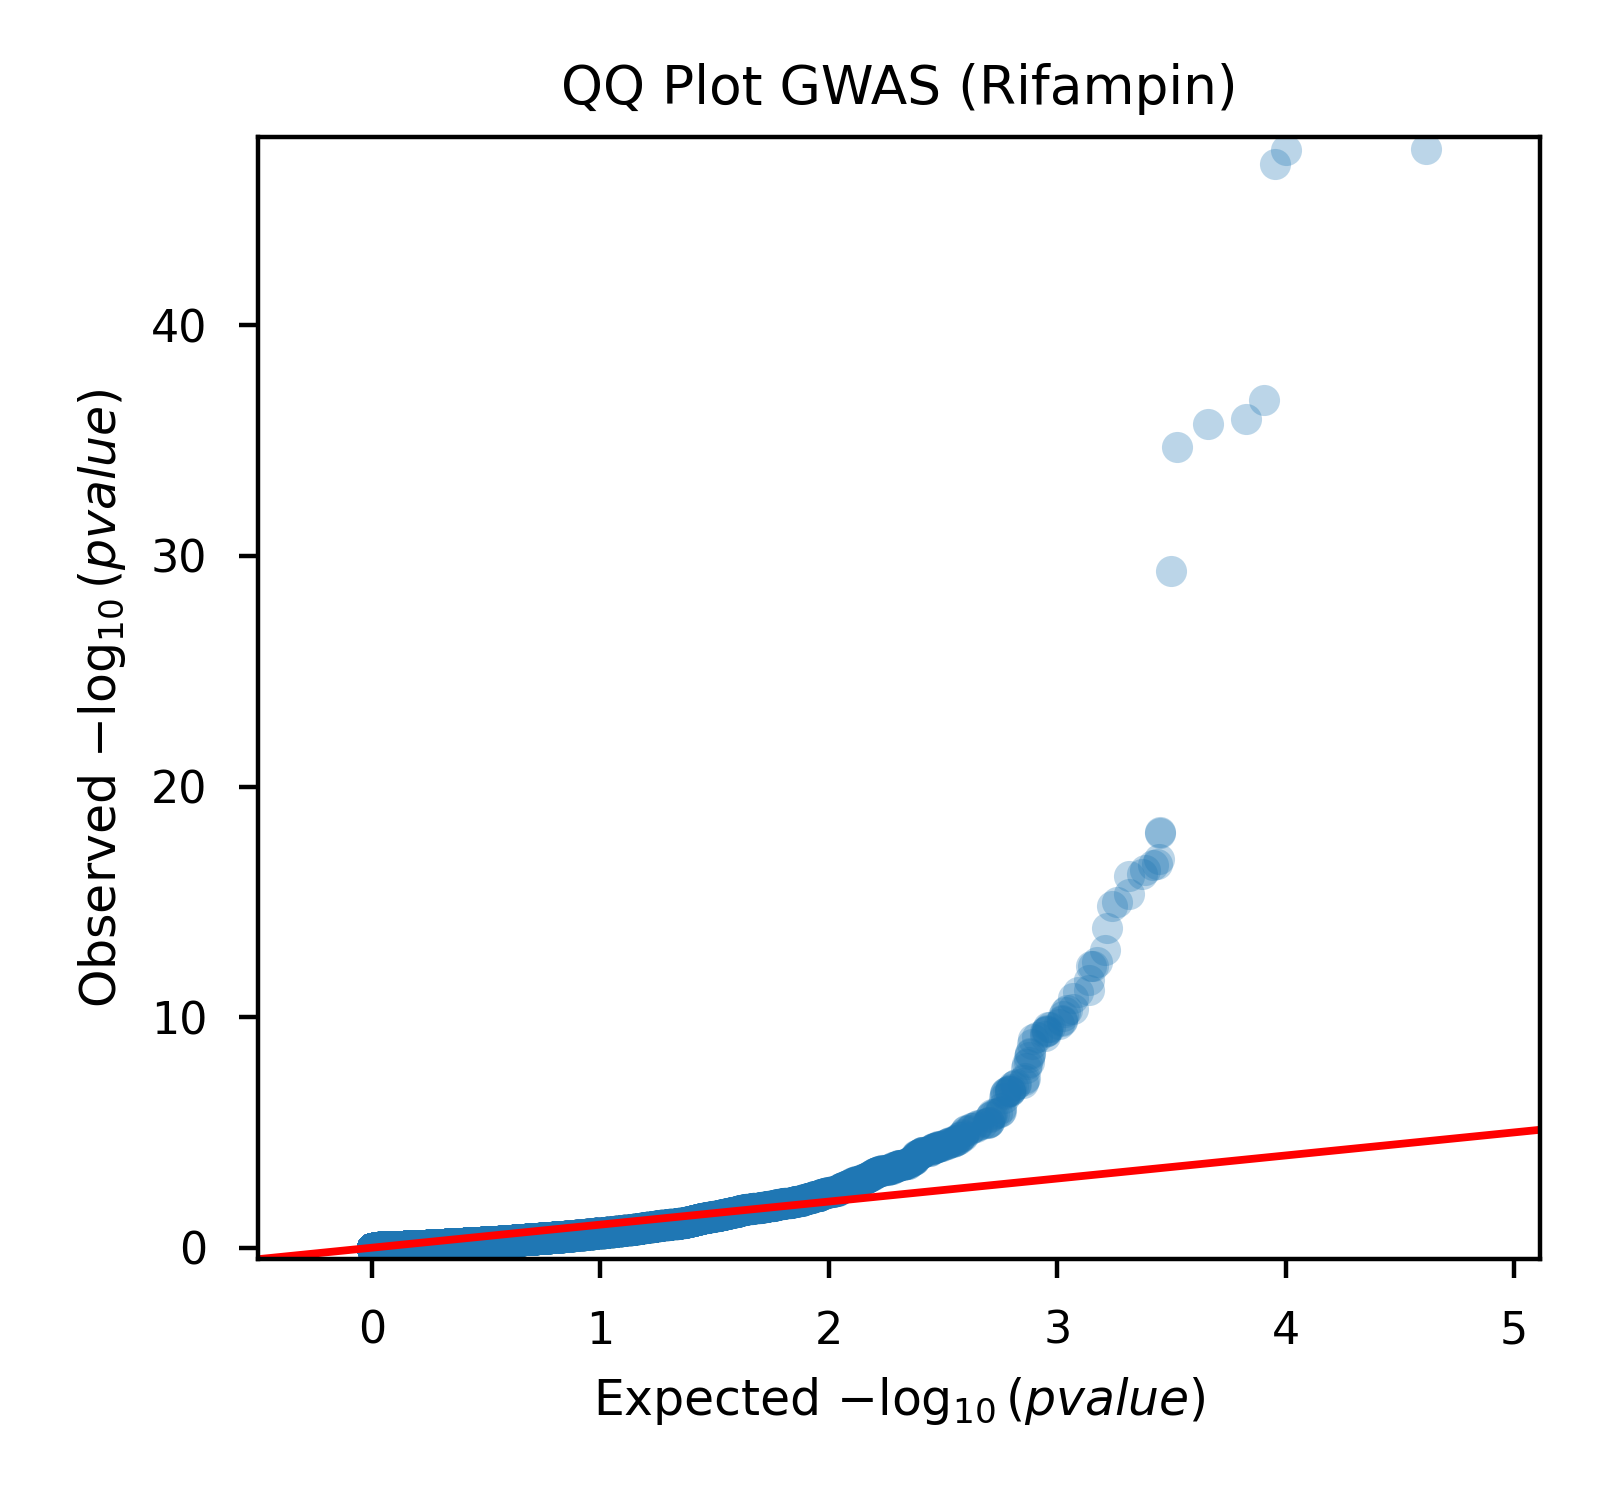 QQ Plot GWAS (Rifampin)
Observed −log₁₀(pvalue)
40
30
20
10
0
0 1 2 3 4 5
Expected −log₁₀(pvalue)